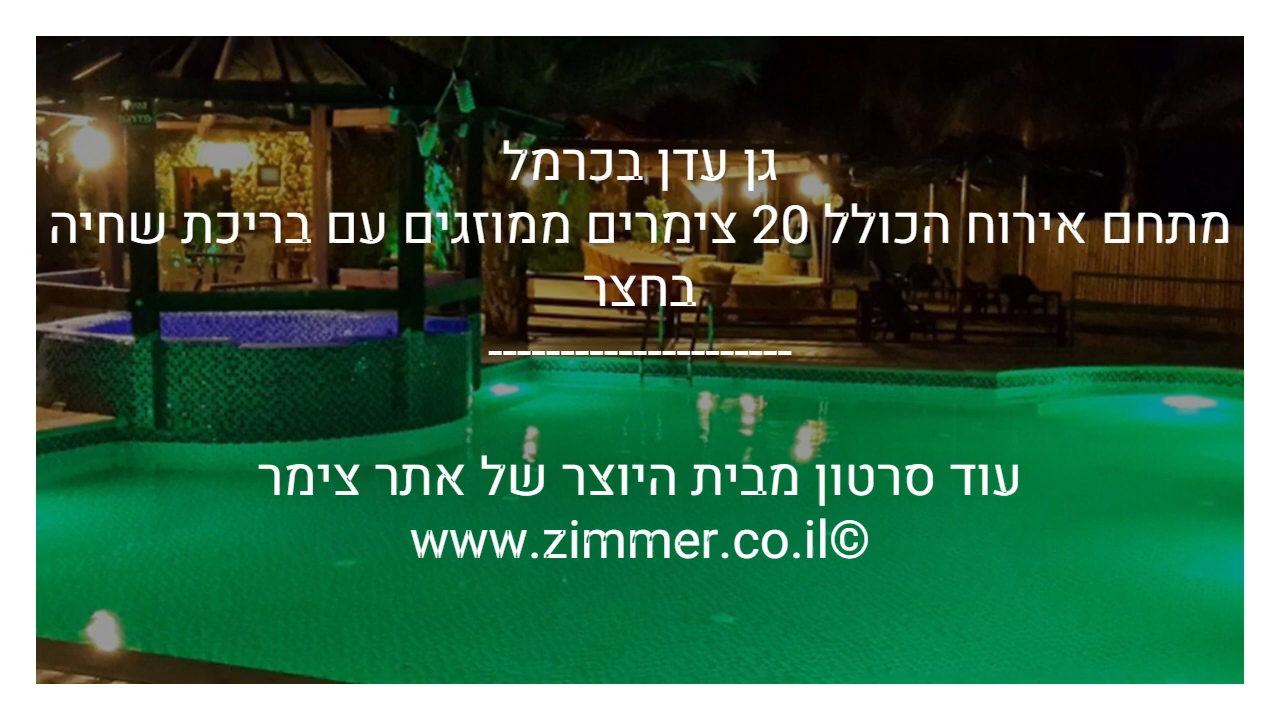 גן עדן בכרמל
מתחם אירוח הכולל 20 צימרים ממוזגים עם בריכת שחיה
בחצר
---------------------
עוד סרטון מבית היוצר של אתר צימר
www.zimmer.co.il©